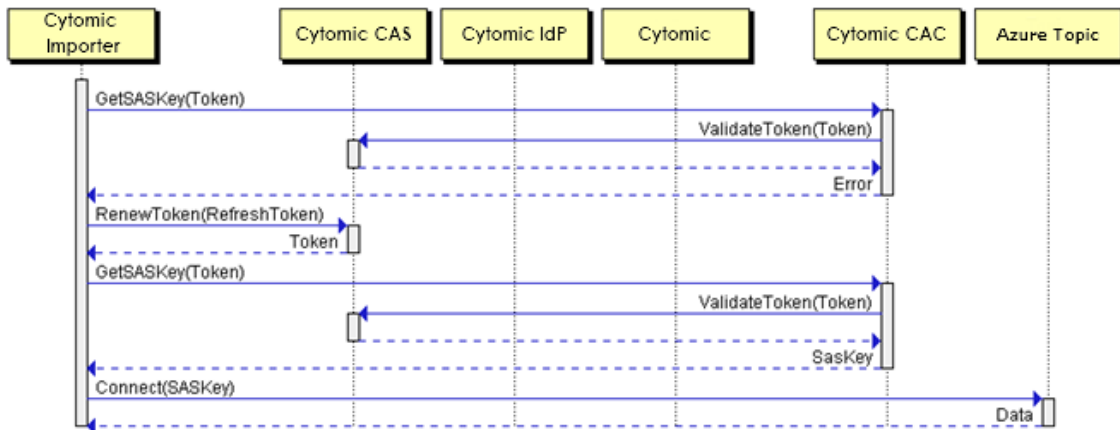 Cytomic
Importer
Cytomic CAS
Cytomic IdP
Cytomic
Cytomic CAC
Azure Topic
GetSASKey(Token)
ValidateToken(Token)
Error
RenewToken(RefreshToken)
Token
GetSASKey(Token)
ValidateToken(Token)
SasKey
Connect(SASKey)
Data